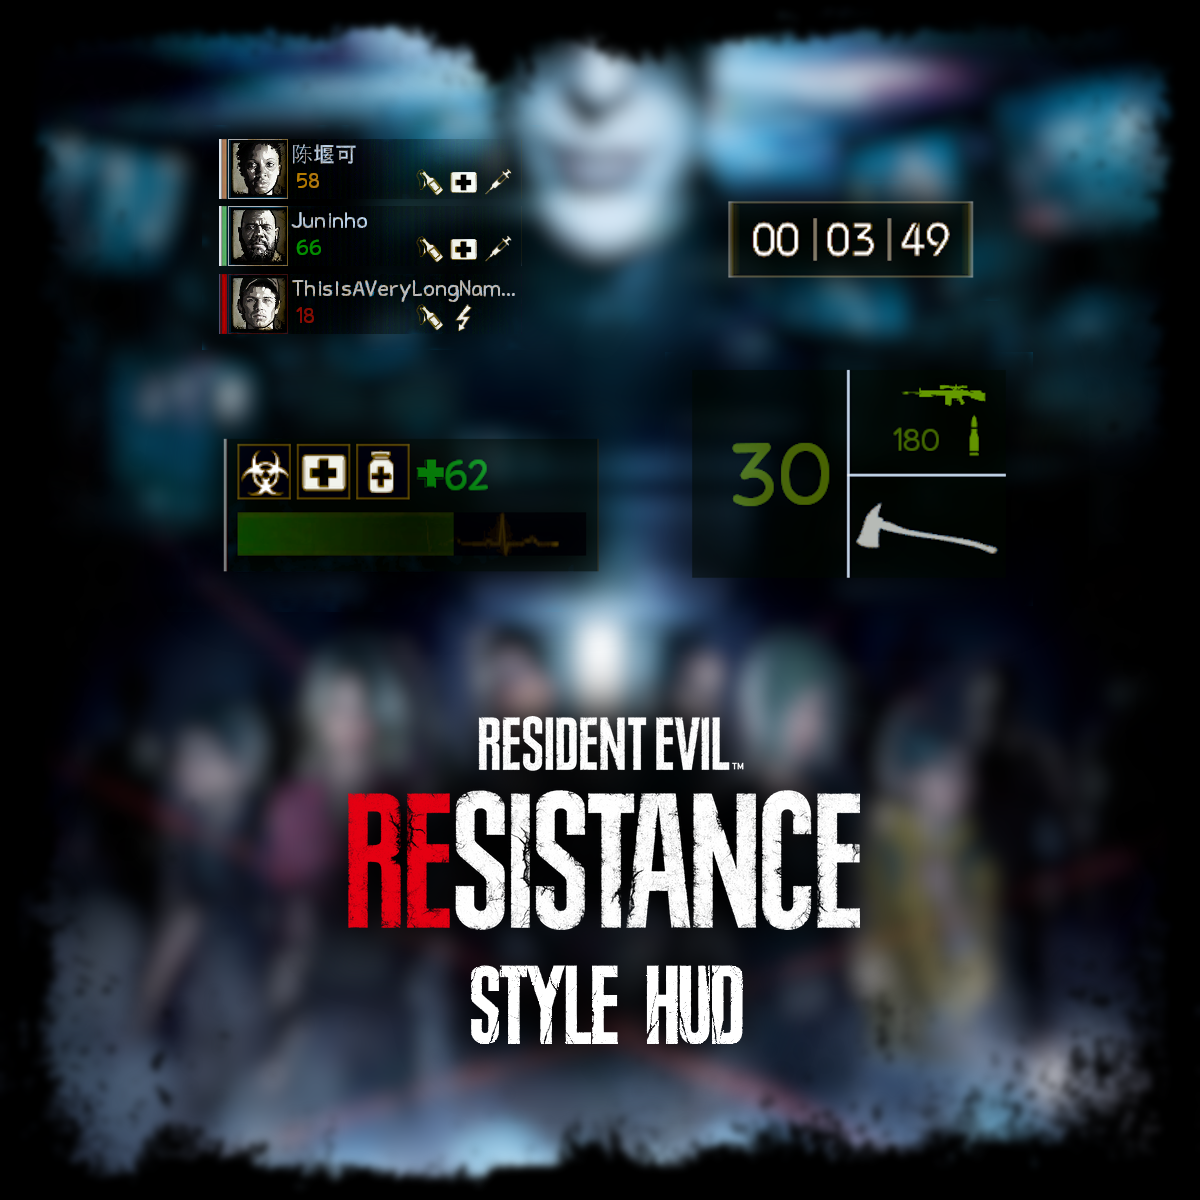 陈堰可
58
Juninho
66
ThisIsAVeryLongNam...
18
00|03|49
+62
30
180
RESIDENT EVIL™
RESISTANCE
STYLE HUD